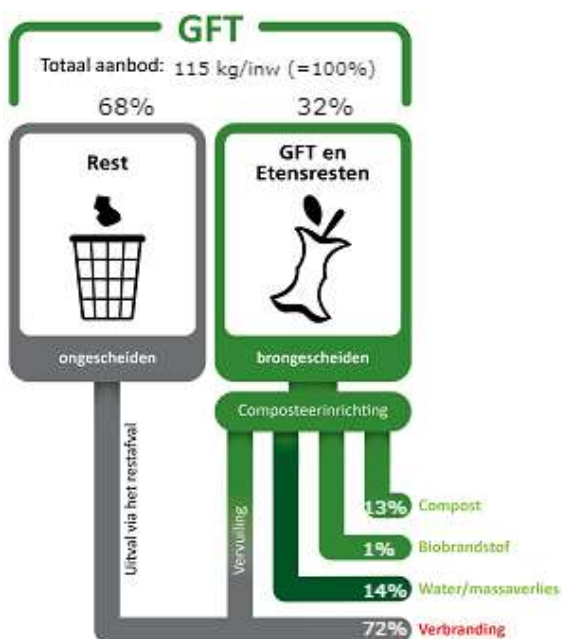 GFT
Totaal aanbod: 115 kg/inw (=100%)
68%
32%
Rest
GFT en
Etensresten
ongescheiden
brongescheiden
Composteerinrichting
Uitval via het restafval
Vervuiling
13% Compost
1% Biobrandstof
14% Water/massaverlies
72% Verbranding